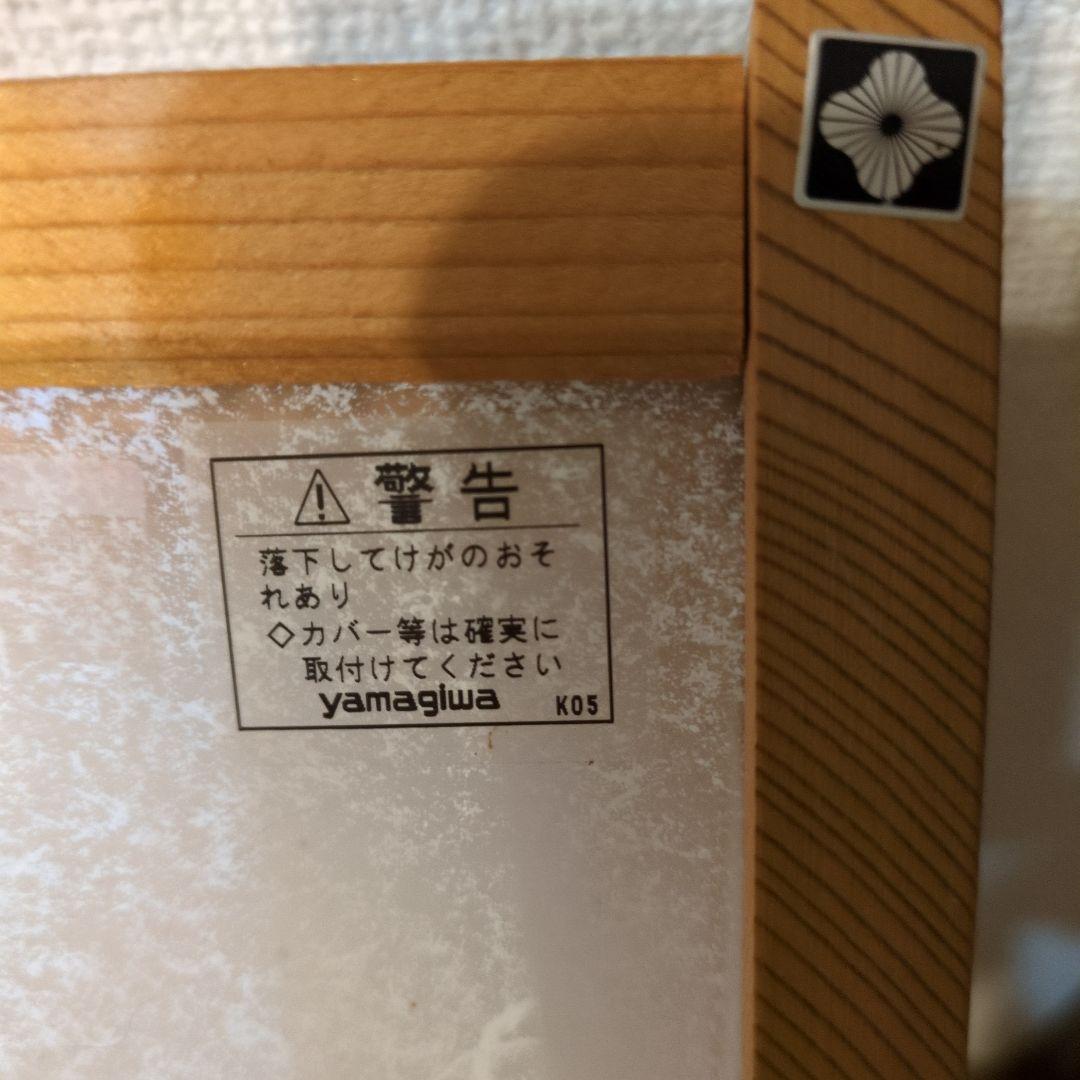 警告
落下してけがのおそ
れあり
◇カバー等は確実に
取付けてください
yamagiwa K05